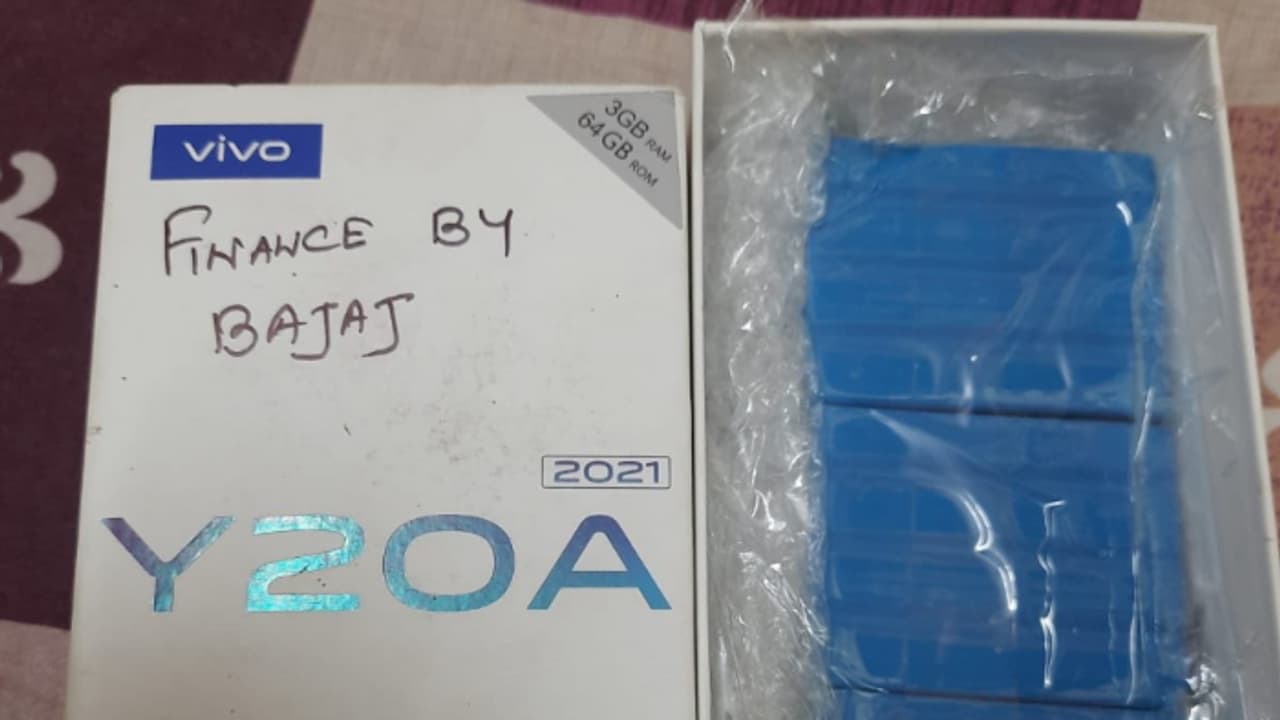 vivo
3GB RAM
64GB ROM
FINANCE BY
BAJAJ
2021
Y20A